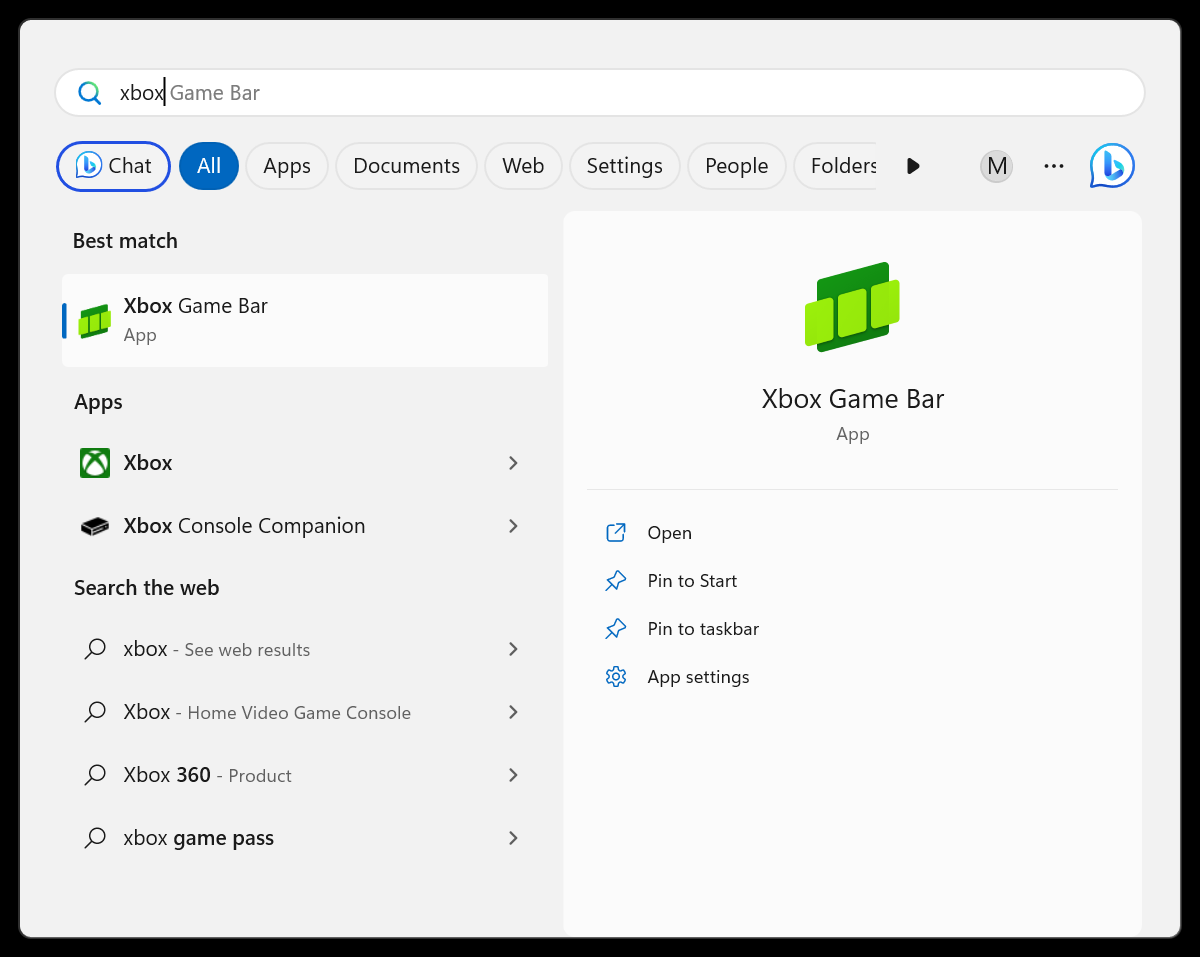 xbox Game Bar
Chat All Apps Documents Web Settings People Folders M
Best match
Xbox Game Bar
App
Apps
Xbox
Xbox Console Companion
Search the web
xbox - See web results
Xbox - Home Video Game Console
Xbox 360 - Product
xbox game pass
Xbox Game Bar
App
Open
Pin to Start
Pin to taskbar
App settings